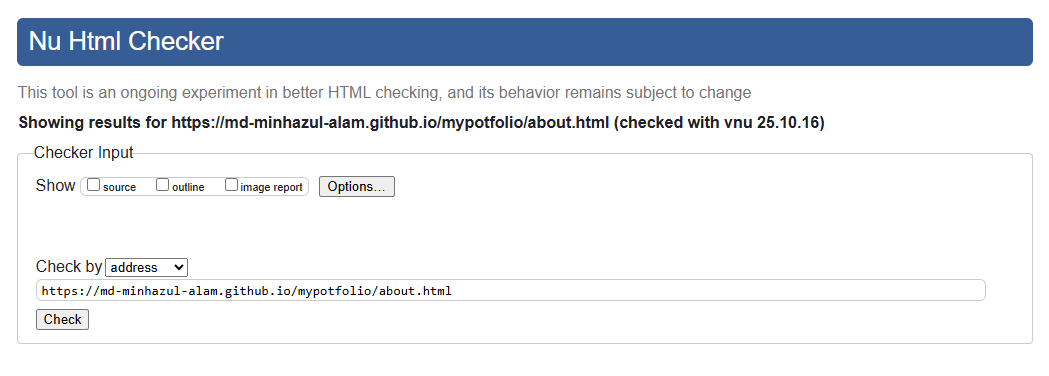 Nu Html Checker
This tool is an ongoing experiment in better HTML checking, and its behavior remains subject to change
Showing results for https://md-minhazul-alam.github.io/mypotfolio/about.html (checked with vnu 25.10.16)
Checker Input
Show source outline image report Options...
Check by address
https://md-minhazul-alam.github.io/mypotfolio/about.html
Check